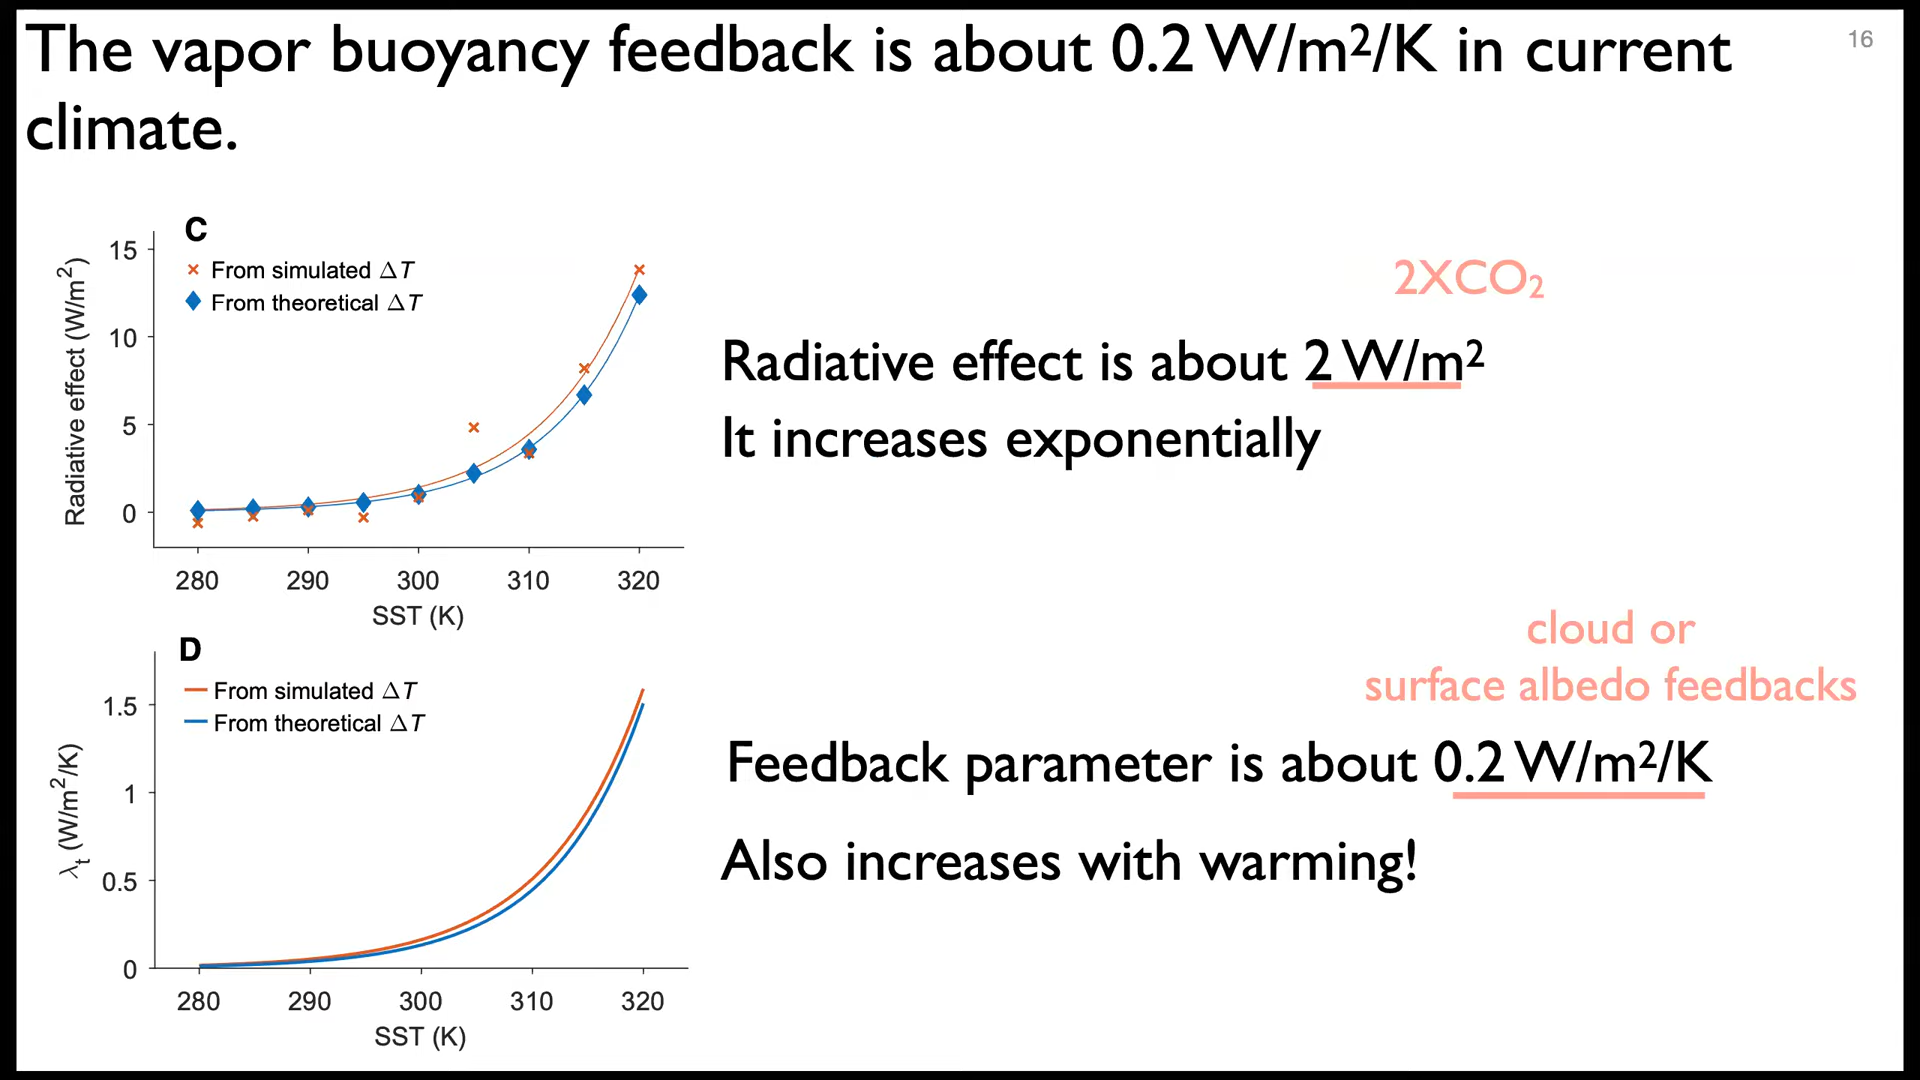 The vapor buoyancy feedback is about 0.2 W/m²/K in current
climate.
16
C
From simulated ΔT
From theoretical ΔT
15
10
5
0
Radiative effect (W/m²)
280 290 300 310 320
SST (K)
2XCO₂
Radiative effect is about 2 W/m²
It increases exponentially
D
From simulated ΔT
From theoretical ΔT
1.5
1
0.5
0
λₜ (W/m²/K)
280 290 300 310 320
SST (K)
cloud or
surface albedo feedbacks
Feedback parameter is about 0.2 W/m²/K
Also increases with warming!